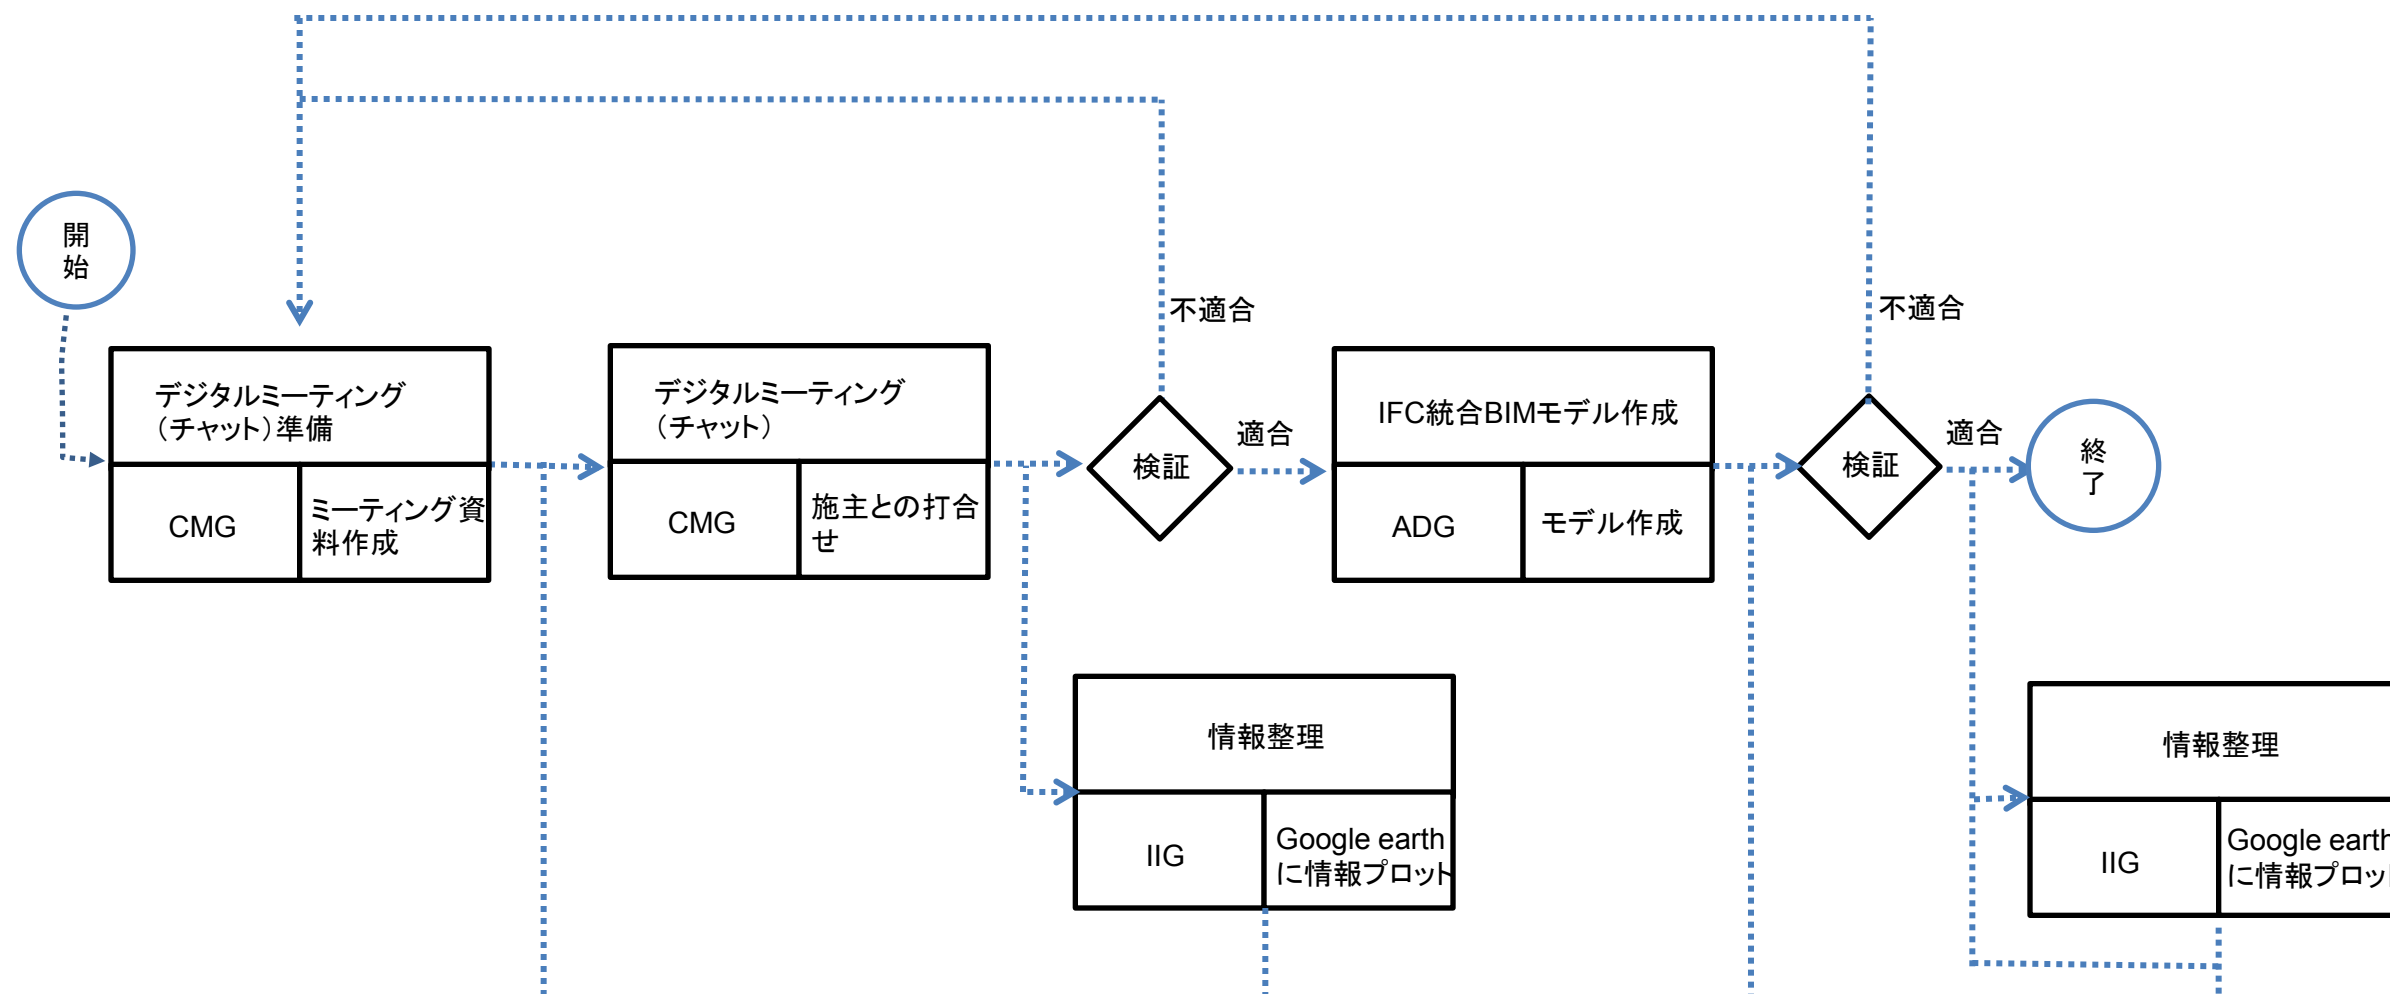 開
始
デジタルミーティング
（チャット）準備
CMG
ミーティング資
料作成
デジタルミーティング
（チャット）
CMG
施主との打合
せ
検証
不適合
適合
IFC統合BIMモデル作成
ADG
モデル作成
検証
不適合
適合
終
了
情報整理
IIG
Google earth
に情報プロット
情報整理
IIG
Google earth
に情報プロッ